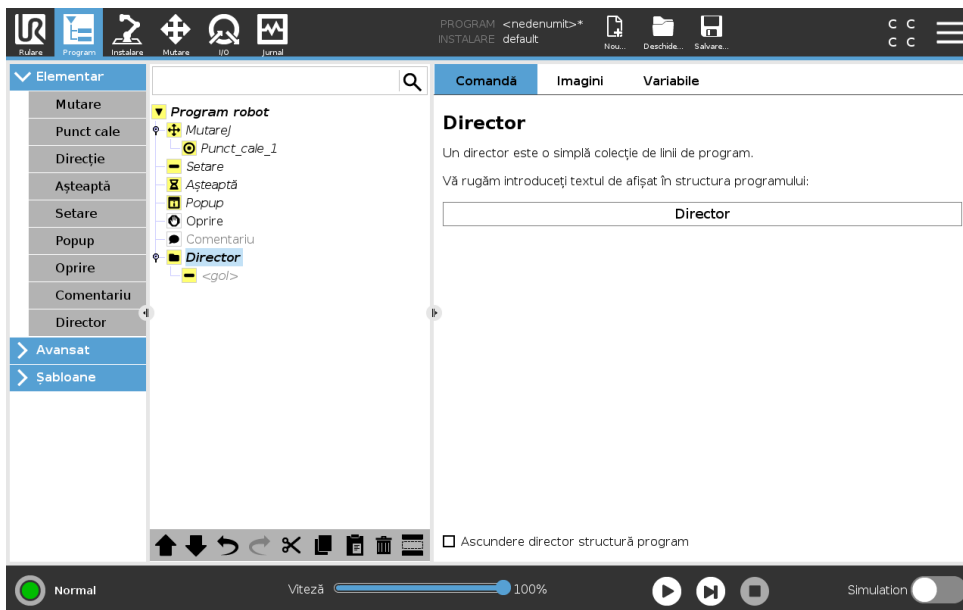 PROGRAM <nedenumit>*
INSTALARE default
C C
C C
Rulare Program Instalare Mutare I/O Jurnal Nou... Deschide... Salvare...
Elementar
Mutare
Punct cale
Direcție
Așteaptă
Setare
Popup
Oprire
Comentariu
Director
Avansat
Șabloane
Program robot
MutareJ
Punct_cale_1
Setare
Așteaptă
Popup
Oprire
Comentariu
Director
<gol>
Comandă Imagini Variabile
Director
Un director este o simplă colecție de linii de program.
Vă rugăm introduceți textul de afișat în structura programului:
Director
Ascundere director structură program
Normal Viteză 100% Simulation